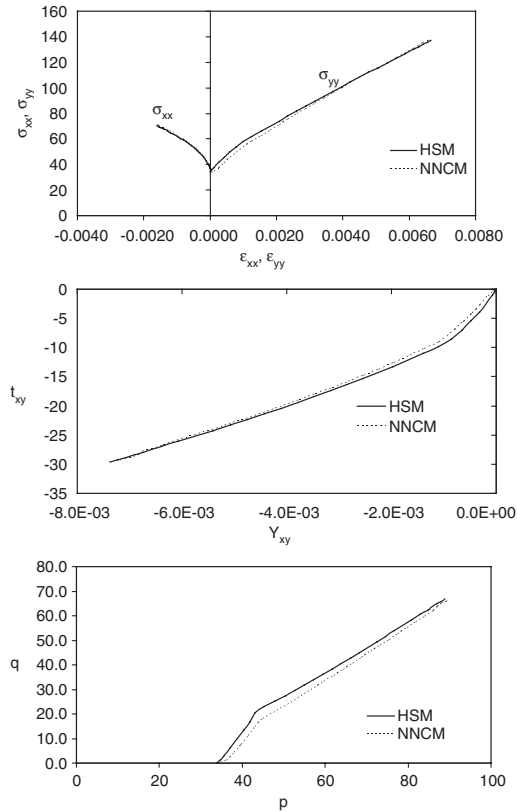 160
140
120
100
80
60
40
20
0
σxx, σyy
σxx
σyy
HSM
NNCM
-0.0040 -0.0020 0.0000 0.0020 0.0040 0.0060 0.0080
εxx, εyy
0
-5
-10
-15
-20
-25
-30
-35
txy
HSM
NNCM
-8.0E-03 -6.0E-03 -4.0E-03 -2.0E-03 0.0E+00
Yxy
80.0
70.0
60.0
50.0
40.0
30.0
20.0
10.0
0.0
q
HSM
NNCM
0 20 40 60 80 100
p